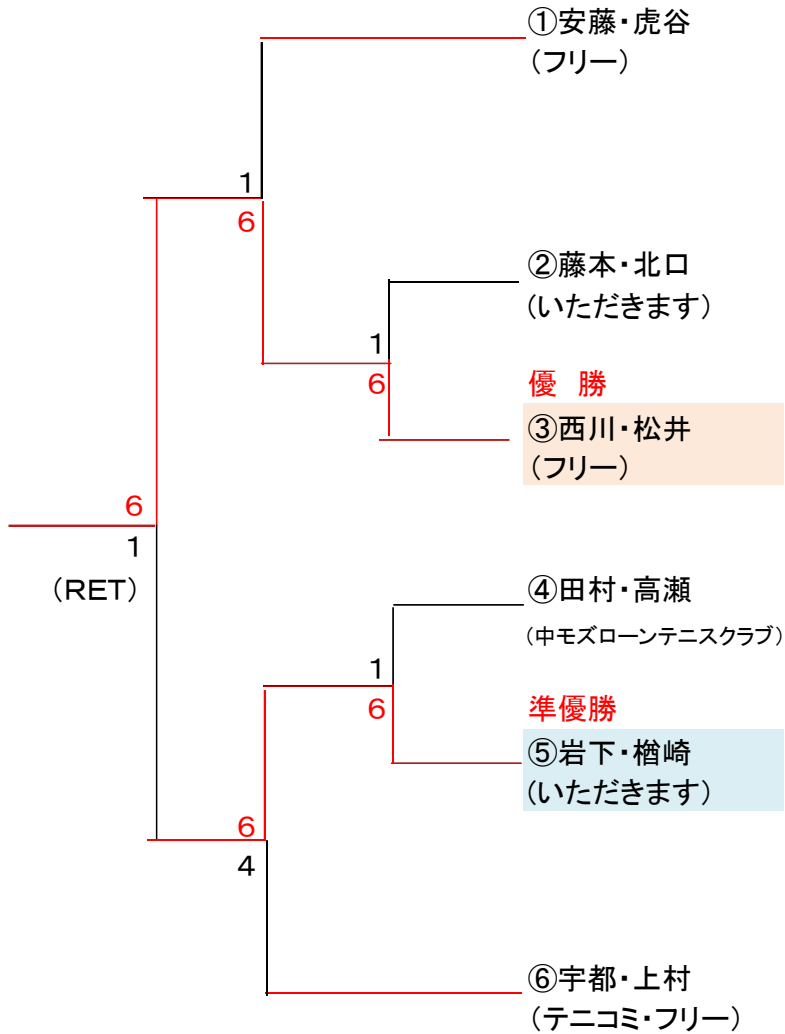 ①安藤・虎谷
（フリー）
1
6
②藤本・北口
（いただきます）
1
6
優 勝
③西川・松井
（フリー）
6
1
（RET）
④田村・高瀬
（中モズローンテニスクラブ）
1
6
準優勝
⑤岩下・楢崎
（いただきます）
6
4
⑥宇都・上村
（テニコミ・フリー）